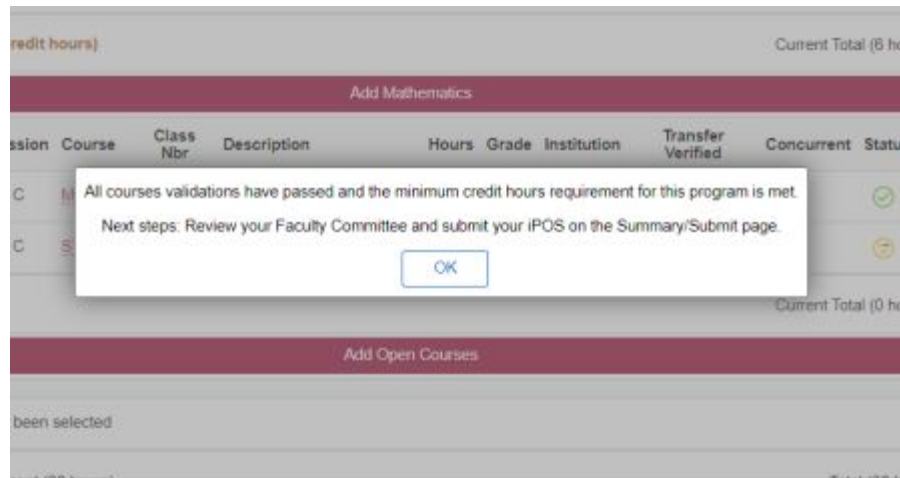 redit hours) Current Total (6 ho
Add Mathematics
ssion Course Class Nbr Description Hours Grade Institution Transfer Verified Concurrent Statu
All courses validations have passed and the minimum credit hours requirement for this program is met.
C M
Next steps: Review your Faculty Committee and submit your iPOS on the Summary/Submit page.
C S
OK
Current Total (0 ho
Add Open Courses
been selected